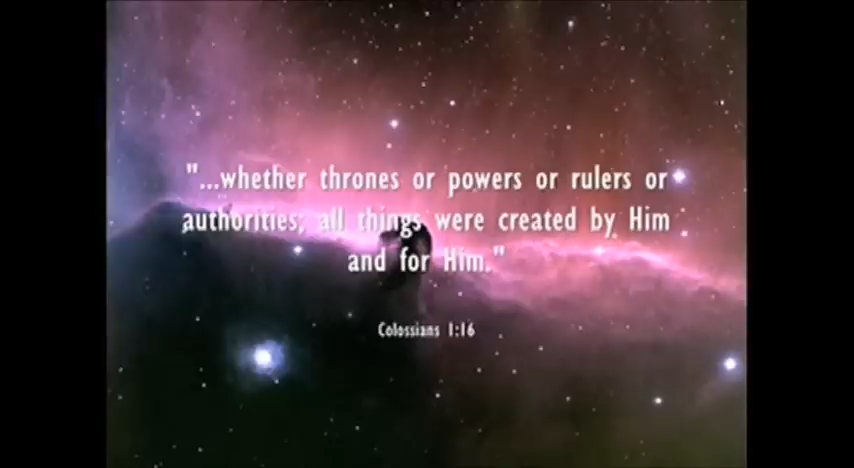 "...whether thrones or powers or rulers or
authorities; all things were created by Him
and for Him."
Colossians 1:16